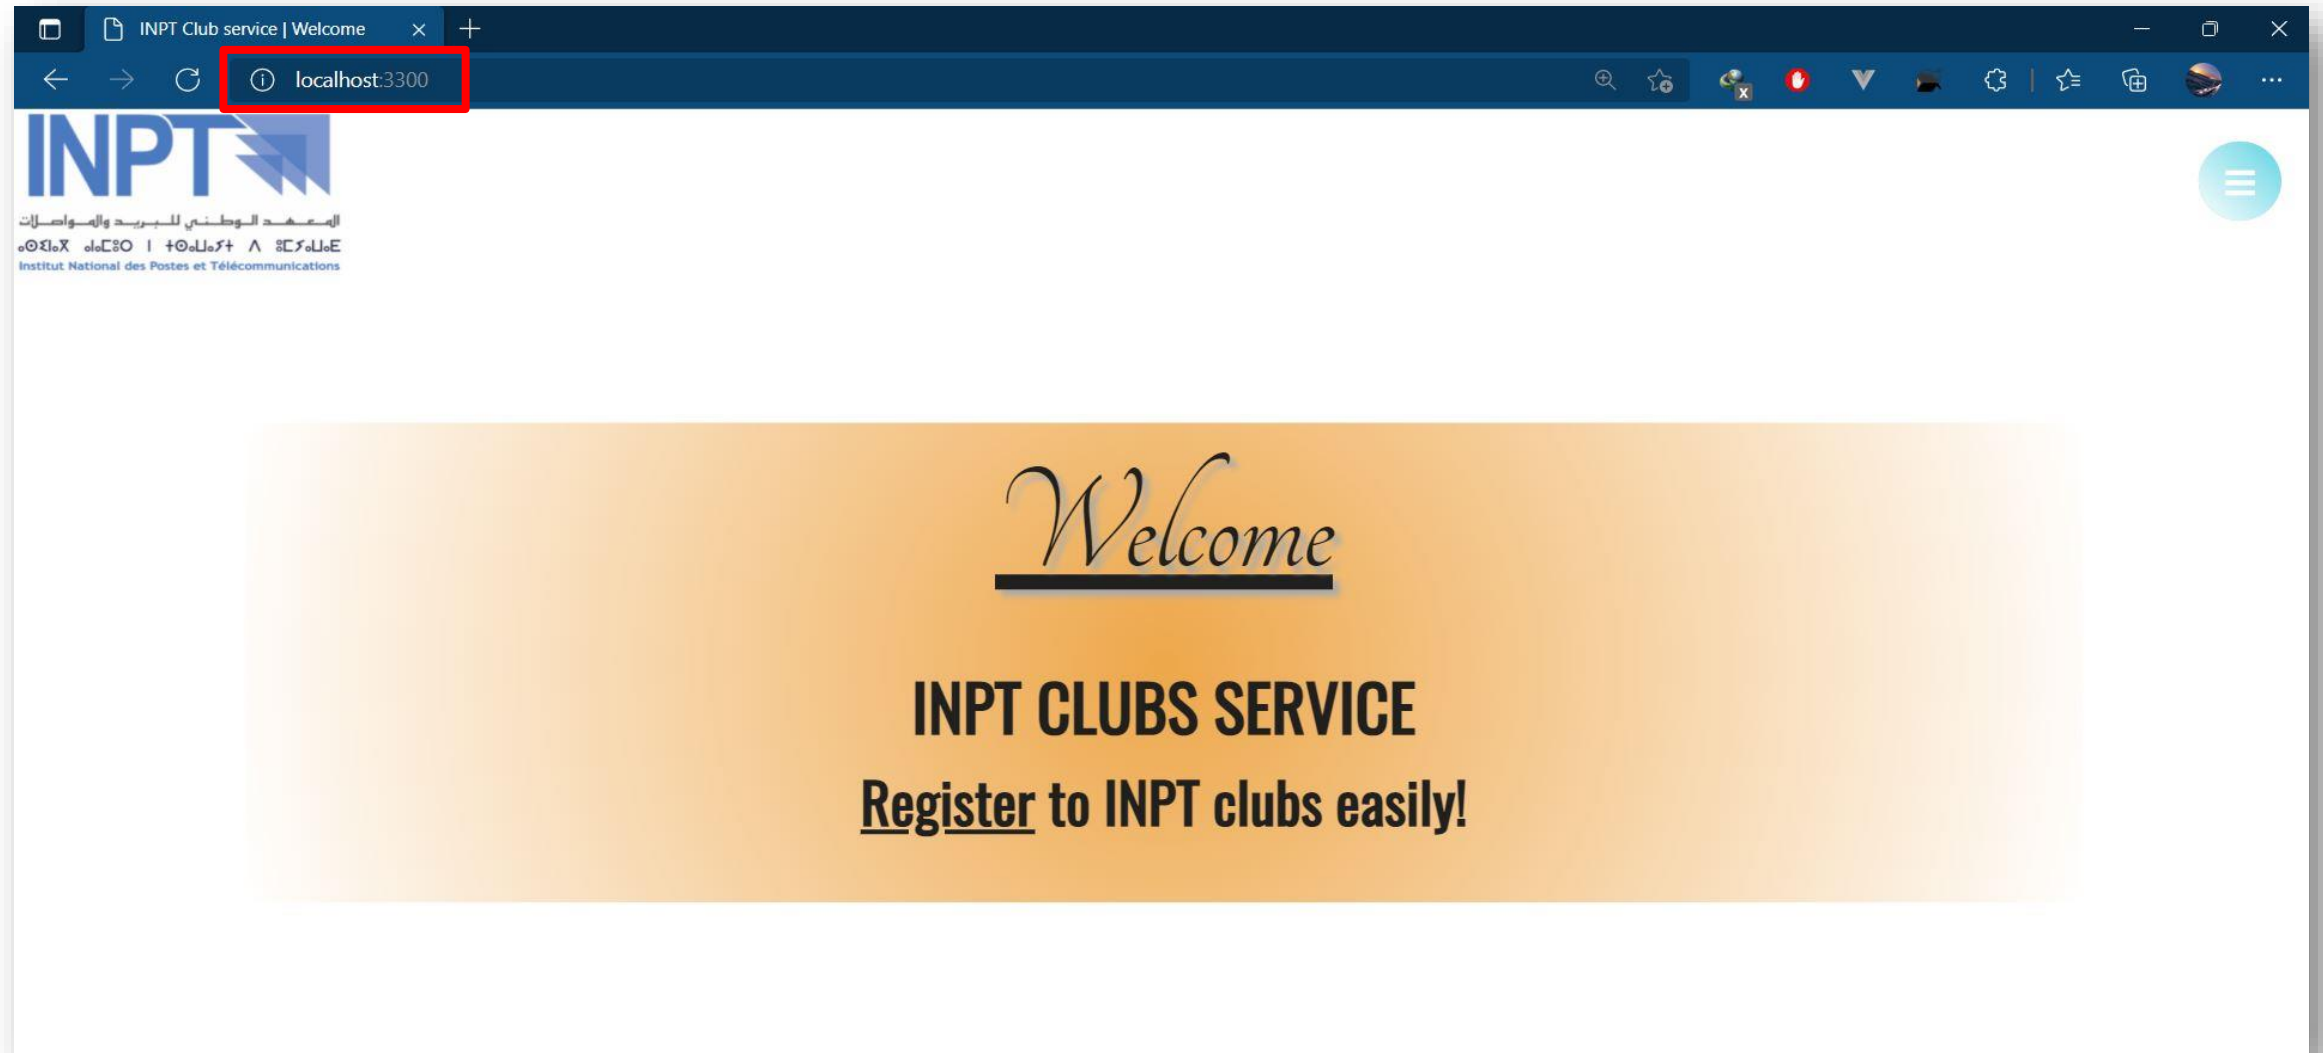 INPT Club service | Welcome
localhost:3300
INPT
المعهد الوطني للبريد والمواصلات
Institut National des Postes et Télécommunications
Welcome
INPT CLUBS SERVICE
Register to INPT clubs easily!